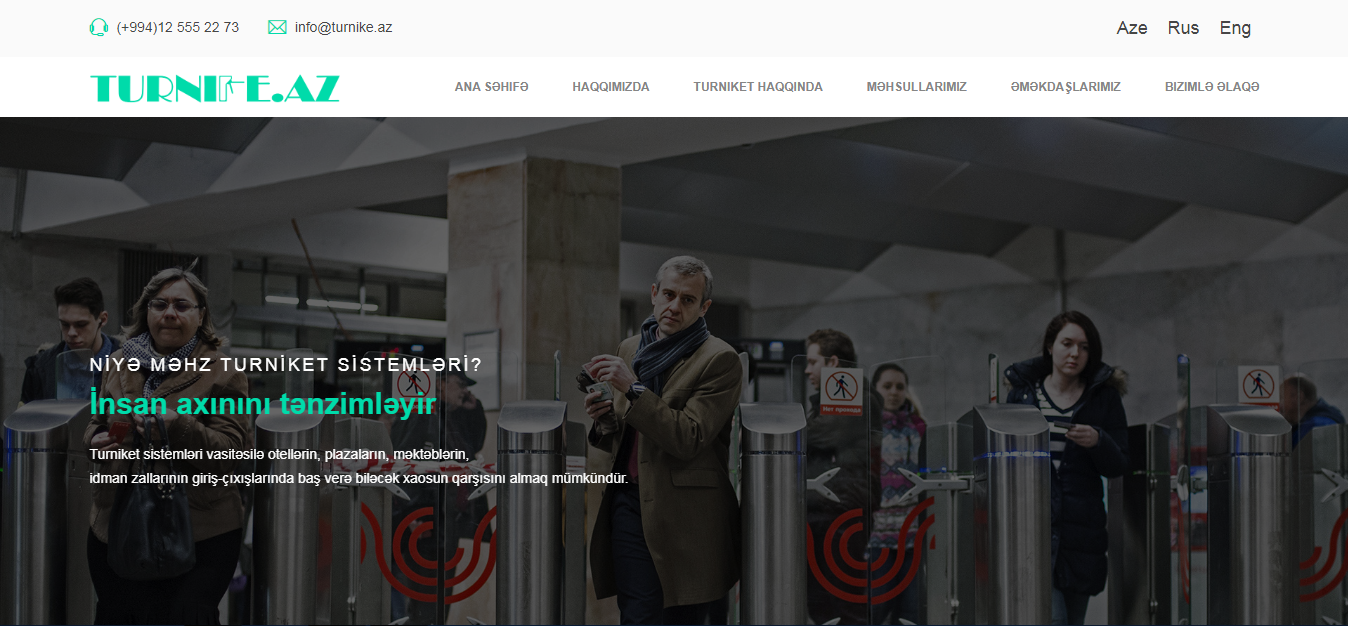 (+994)12 555 22 73 info@turnike.az Aze Rus Eng
TURNIKE.AZ ANA SƏHIFƏ HAQQIMIZDA TURNIKET HAQQINDA MƏHSULLARIMIZ ƏMƏKDAŞLARIMIZ BIZIMLƏ ƏLAQƏ
NİYƏ MƏHZ TURNİKET SİSTEMLƏRİ?
İnsan axınını tənzimləyir
Turniket sistemləri vasitəsilə otellərin, plazaların, məktəblərin,
idman zallarının giriş-çıxışlarında baş verə biləcək xaosun qarşısını almaq mümkündür.
Нет прохода